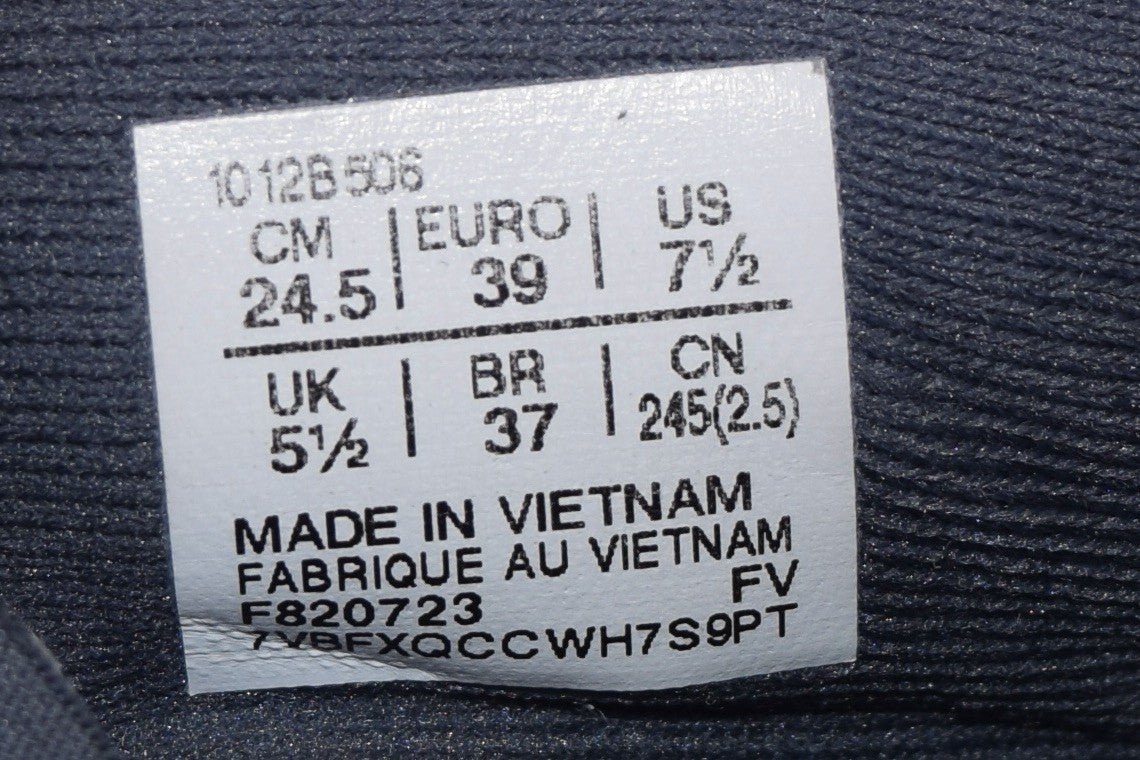 1012B506
CM | EURO | US
24.5 | 39 | 7½
UK | BR | CN
5½ | 37 | 245(2.5)
MADE IN VIETNAM
FABRIQUE AU VIETNAM
F820723 FV